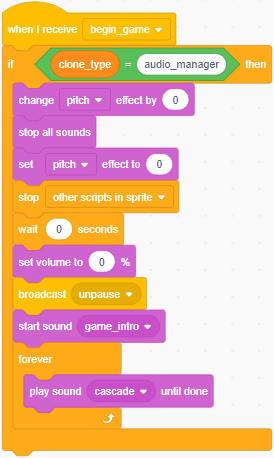 when I receive begin_game
if clone_type = audio_manager then
change pitch effect by 0
stop all sounds
set pitch effect to 0
stop other scripts in sprite
wait 0 seconds
set volume to 0 %
broadcast unpause
start sound game_intro
forever
play sound cascade until done